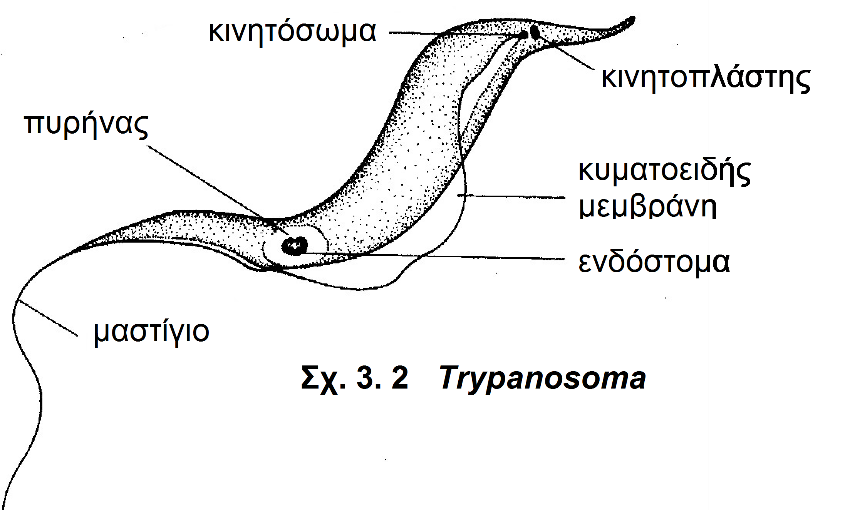 κινητόσωμα
κινητοπλάστης
πυρήνας
κυματοειδής
μεμβράνη
ενδόστομα
μαστίγιο
Σχ. 3. 2 Trypanosoma